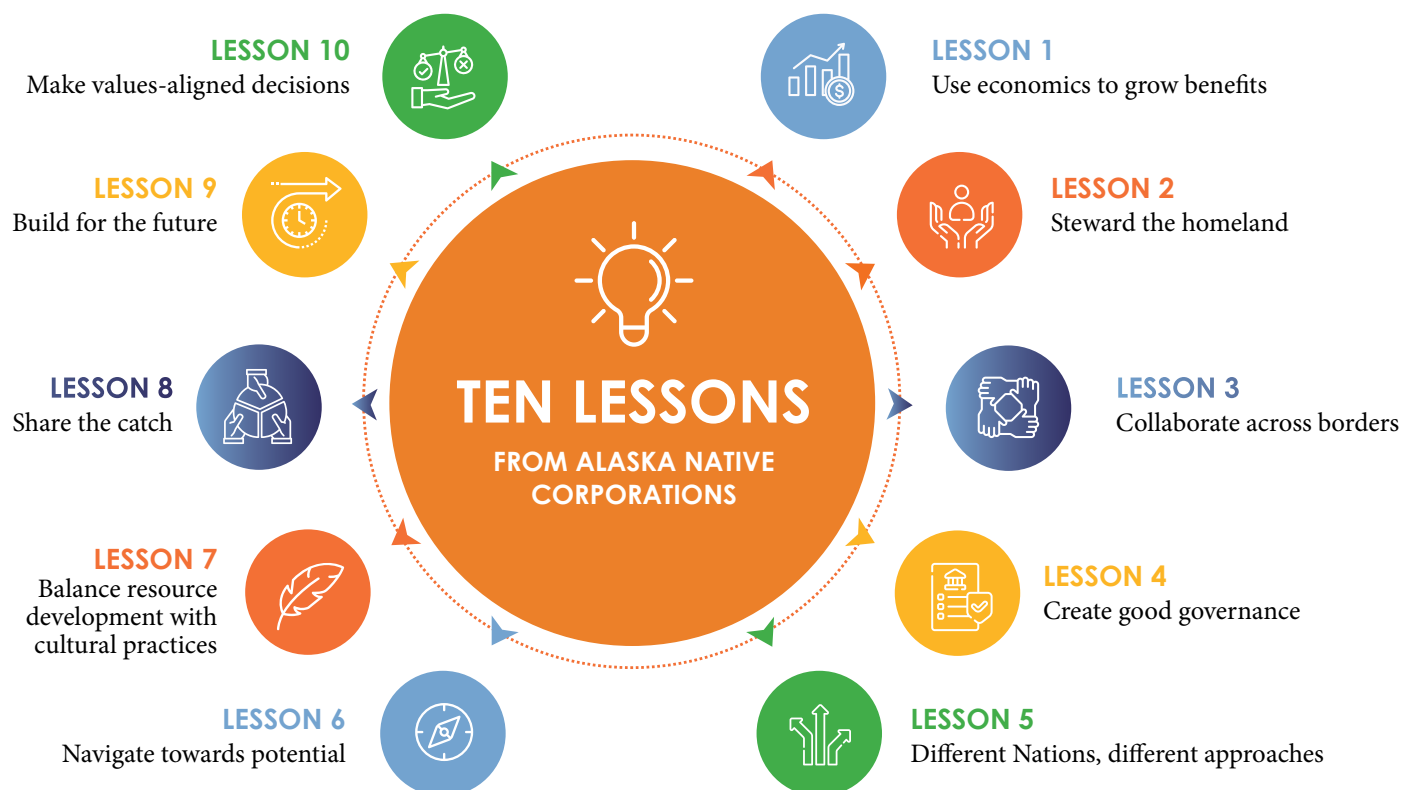 TEN LESSONS
FROM ALASKA NATIVE
CORPORATIONS
LESSON 1
Use economics to grow benefits
LESSON 2
Steward the homeland
LESSON 3
Collaborate across borders
LESSON 4
Create good governance
LESSON 5
Different Nations, different approaches
LESSON 6
Navigate towards potential
LESSON 7
Balance resource
development with
cultural practices
LESSON 8
Share the catch
LESSON 9
Build for the future
LESSON 10
Make values-aligned decisions
$